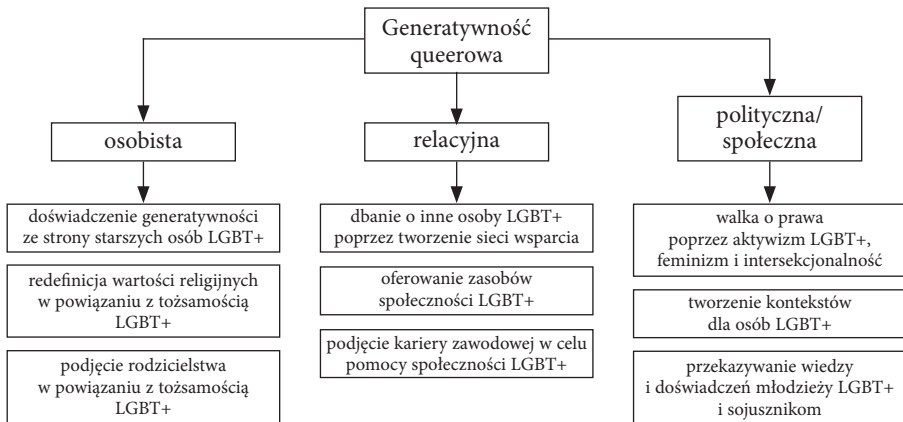 Generatywność
queerowa
osobista
doświadczenie generatywności
ze strony starszych osób LGBT+
redefinicja wartości religijnych
w powiązaniu z tożsamością
LGBT+
podjęcie rodzicielstwa
w powiązaniu z tożsamością
LGBT+
relacyjna
dbanie o inne osoby LGBT+
poprzez tworzenie sieci wsparcia
oferowanie zasobów
społeczności LGBT+
podjęcie kariery zawodowej w celu
pomocy społeczności LGBT+
polityczna/
społeczna
walka o prawa
poprzez aktywizm LGBT+,
feminizm i intersekcjonalność
tworzenie kontekstów
dla osób LGBT+
przekazywanie wiedzy
i doświadczeń młodzieży LGBT+
i sojusznikom